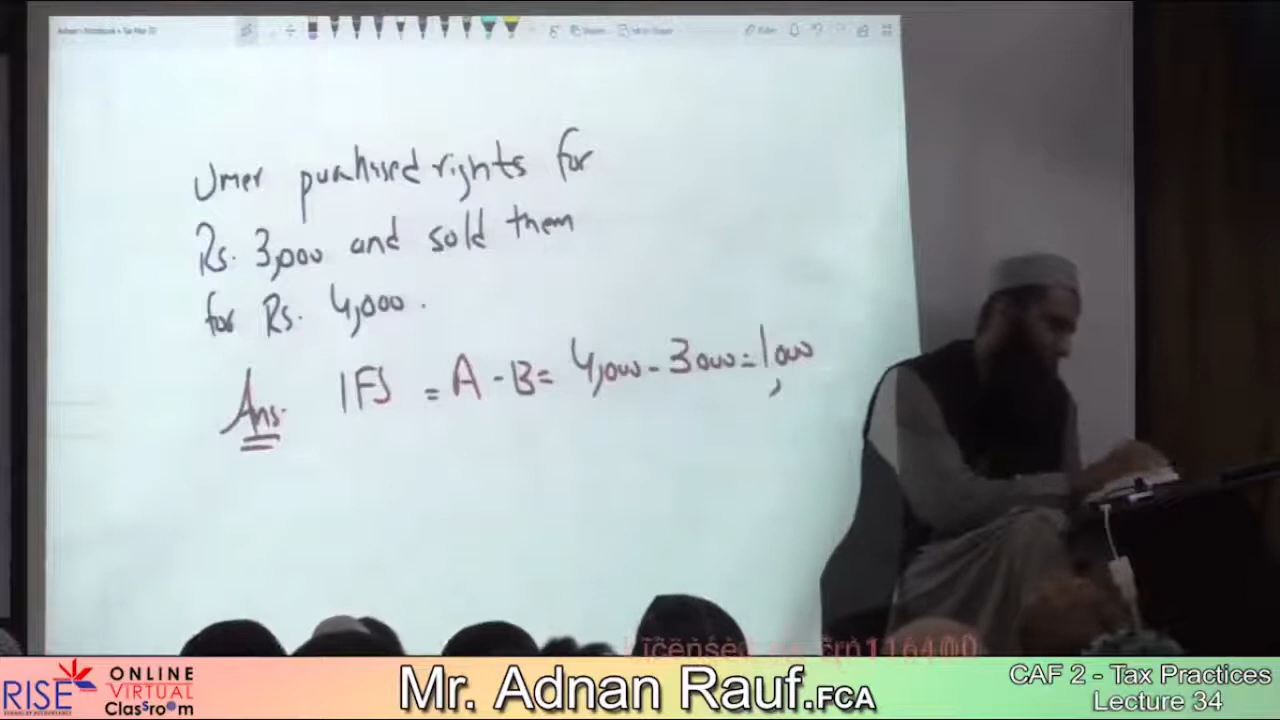 Umer purchased rights for
Rs. 3,000 and sold them
for Rs. 4,000.
Ans. IFS = A - B = 4,000 - 3000 = 1,000
RISE
ONLINE
VIRTUAL
Classroom
Mr. Adnan Rauf.FCA
CAF 2 - Tax Practices
Lecture 34